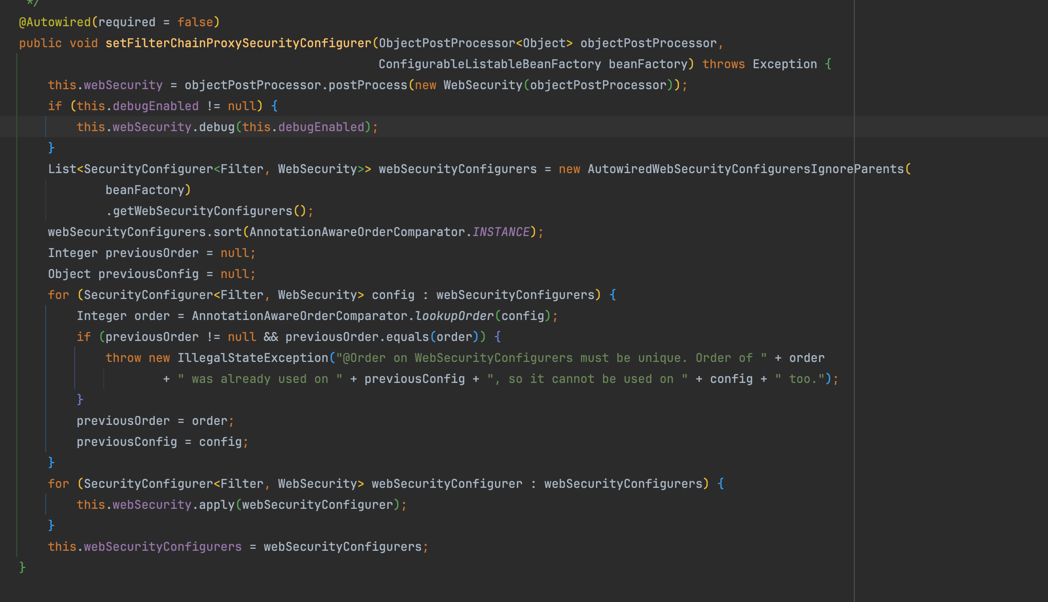 */
@Autowired(required = false)
public void setFilterChainProxySecurityConfigurer(ObjectPostProcessor<Object> objectPostProcessor,
ConfigurableListableBeanFactory beanFactory) throws Exception {
this.webSecurity = objectPostProcessor.postProcess(new WebSecurity(objectPostProcessor));
if (this.debugEnabled != null) {
this.webSecurity.debug(this.debugEnabled);
}
List<SecurityConfigurer<Filter, WebSecurity>> webSecurityConfigurers = new AutowiredWebSecurityConfigurersIgnoreParents(
beanFactory)
.getWebSecurityConfigurers();
webSecurityConfigurers.sort(AnnotationAwareOrderComparator.INSTANCE);
Integer previousOrder = null;
Object previousConfig = null;
for (SecurityConfigurer<Filter, WebSecurity> config : webSecurityConfigurers) {
Integer order = AnnotationAwareOrderComparator.lookupOrder(config);
if (previousOrder != null && previousOrder.equals(order)) {
throw new IllegalStateException("@Order on WebSecurityConfigurers must be unique. Order of " + order
+ " was already used on " + previousConfig + ", so it cannot be used on " + config + " too.");
}
previousOrder = order;
previousConfig = config;
}
for (SecurityConfigurer<Filter, WebSecurity> webSecurityConfigurer : webSecurityConfigurers) {
this.webSecurity.apply(webSecurityConfigurer);
}
this.webSecurityConfigurers = webSecurityConfigurers;
}